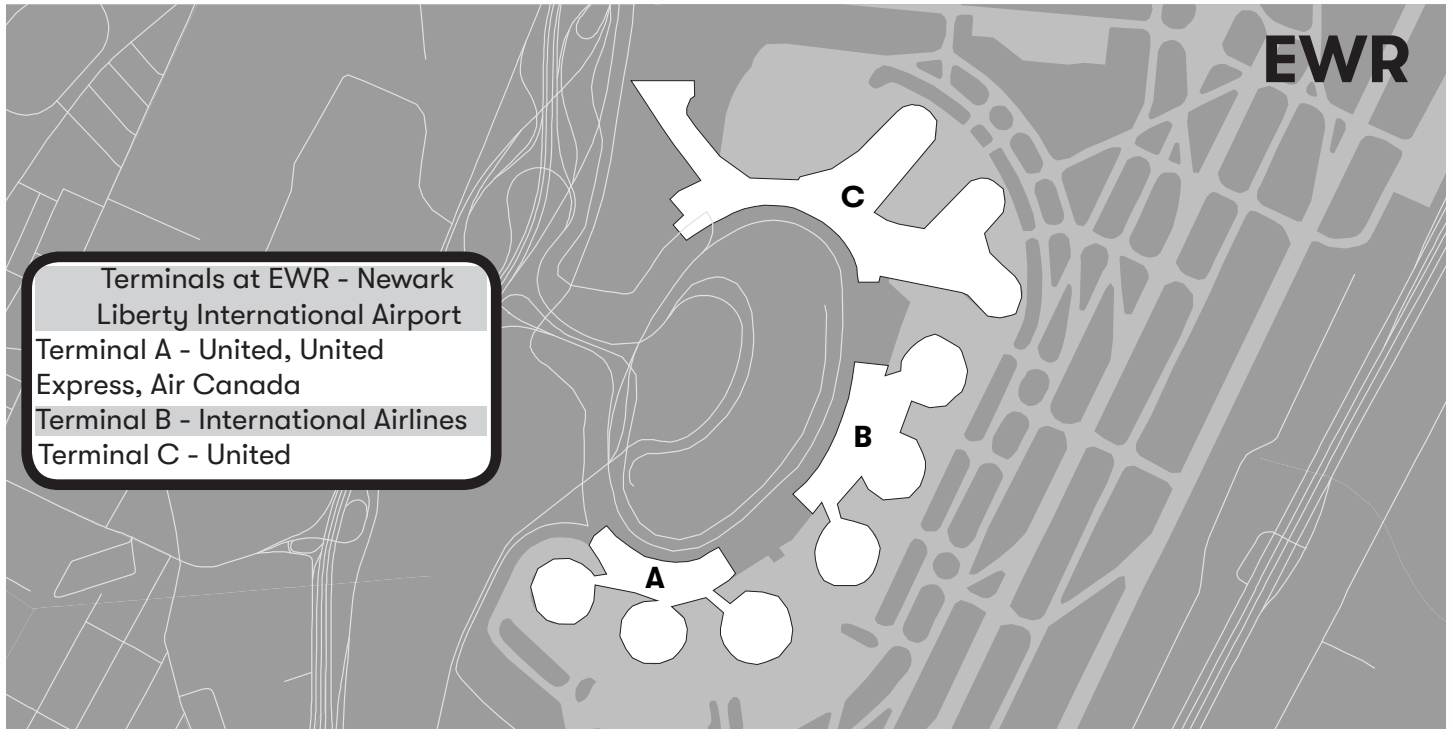 EWR
C
Terminals at EWR - Newark
Liberty International Airport
Terminal A - United, United
Express, Air Canada
Terminal B - International Airlines
Terminal C - United
B
A